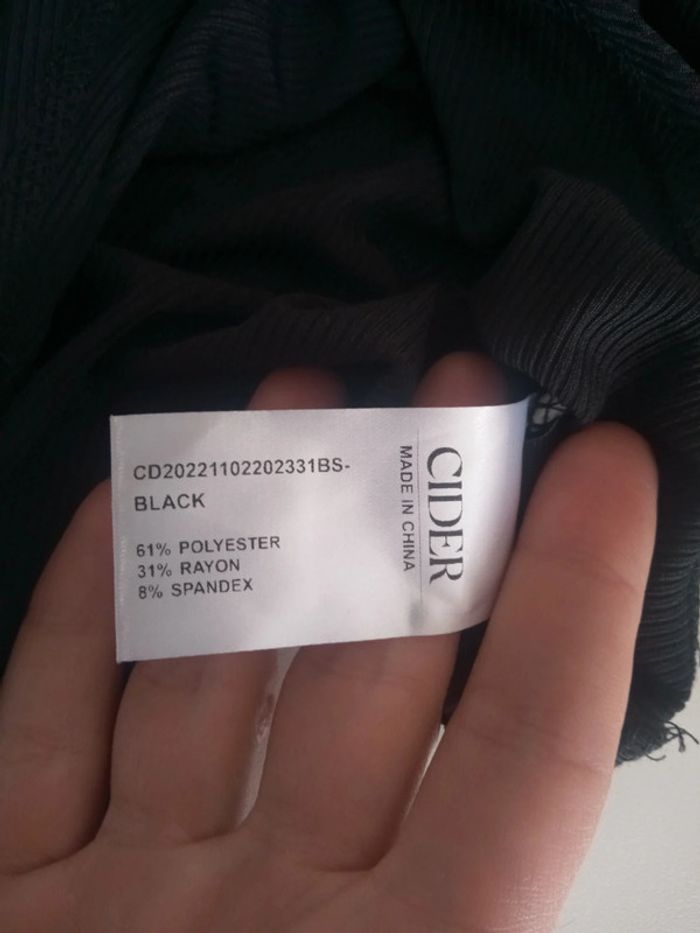 CD20221102202331BS-
BLACK
61% POLYESTER
31% RAYON
8% SPANDEX
CIDER
MADE IN CHINA